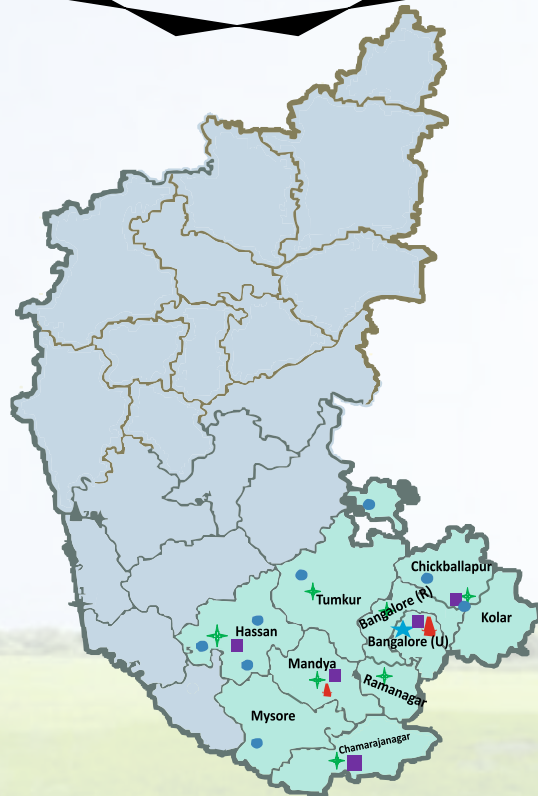 Chickballapur
Tumkur
Bangalore (R)
Kolar
Hassan
Bangalore (U)
Mandya
Ramanagar
Mysore
Chamarajanagar